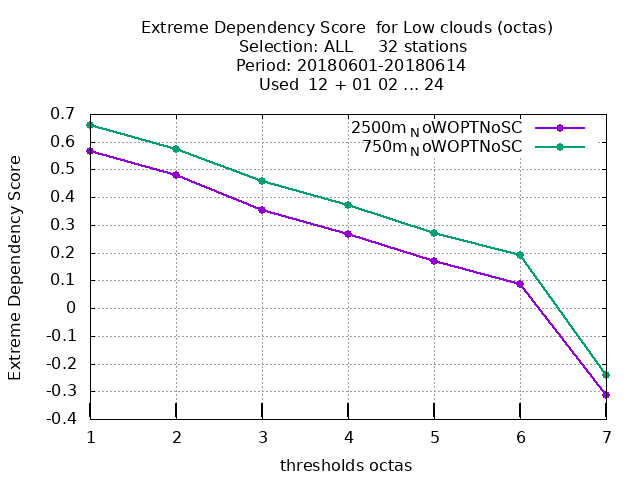 Extreme Dependency Score  for Low clouds (octas)
Selection: ALL     32 stations
Period: 20180601-20180614
Used  12 + 01 02 ... 24
2500m_NoWOPTNoSC
750m_NoWOPTNoSC
Extreme Dependency Score
0.7
0.6
0.5
0.4
0.3
0.2
0.1
0
-0.1
-0.2
-0.3
-0.4
1 2 3 4 5 6 7
thresholds octas